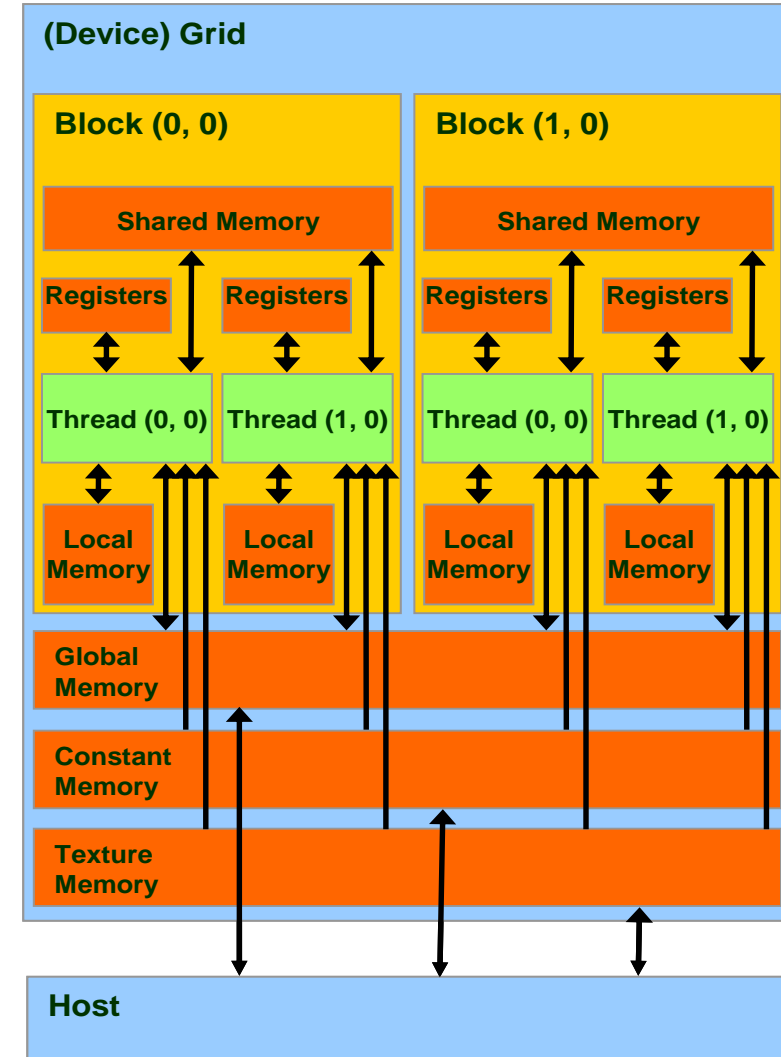 (Device) Grid
Block (0, 0)
Block (1, 0)
Shared Memory
Shared Memory
Registers
Registers
Registers
Registers
Thread (0, 0)
Thread (1, 0)
Thread (0, 0)
Thread (1, 0)
Local
Memory
Local
Memory
Local
Memory
Local
Memory
Global
Memory
Constant
Memory
Texture
Memory
Host